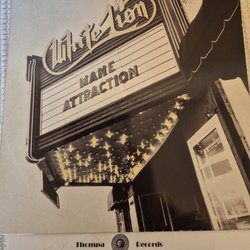 White Lion
MANE
ATTRACTION
Thompa Records